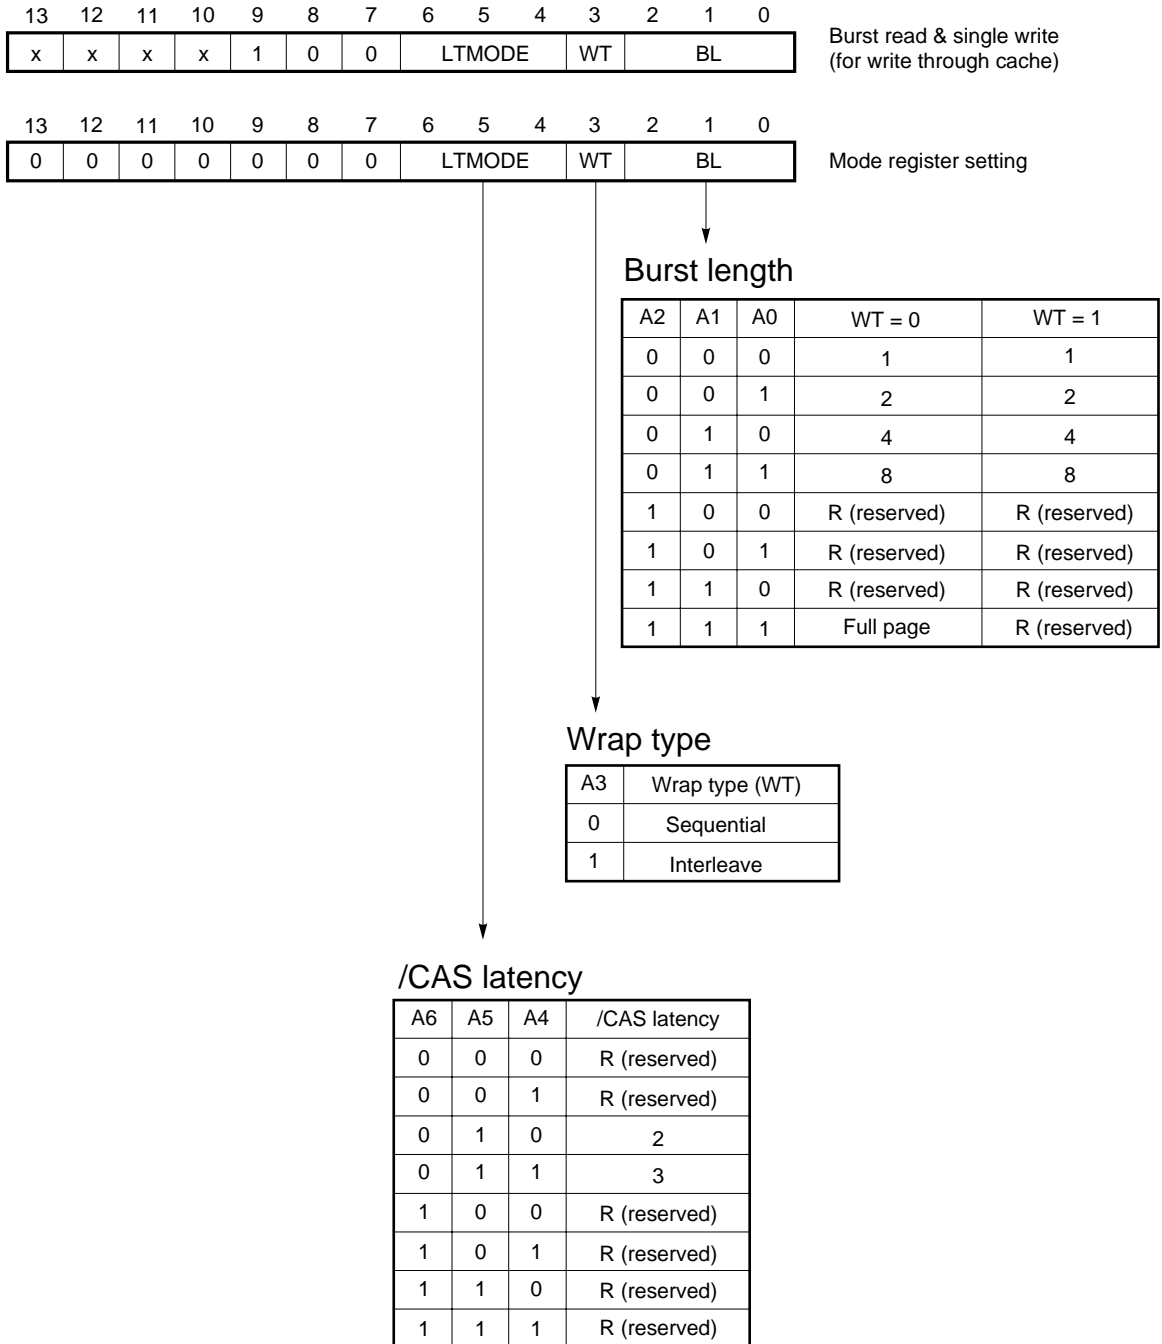 13 12 11 10 9 8 7 6 5 4 3 2 1 0
x x x x 1 0 0 LTMODE WT BL
Burst read & single write
(for write through cache)
13 12 11 10 9 8 7 6 5 4 3 2 1 0
0 0 0 0 0 0 0 LTMODE WT BL
Mode register setting
Burst length
A2 A1 A0 WT = 0 WT = 1
0 0 0 1 1
0 0 1 2 2
0 1 0 4 4
0 1 1 8 8
1 0 0 R (reserved) R (reserved)
1 0 1 R (reserved) R (reserved)
1 1 0 R (reserved) R (reserved)
1 1 1 Full page R (reserved)
Wrap type
A3 Wrap type (WT)
0 Sequential
1 Interleave
/CAS latency
A6 A5 A4 /CAS latency
0 0 0 R (reserved)
0 0 1 R (reserved)
0 1 0 2
0 1 1 3
1 0 0 R (reserved)
1 0 1 R (reserved)
1 1 0 R (reserved)
1 1 1 R (reserved)